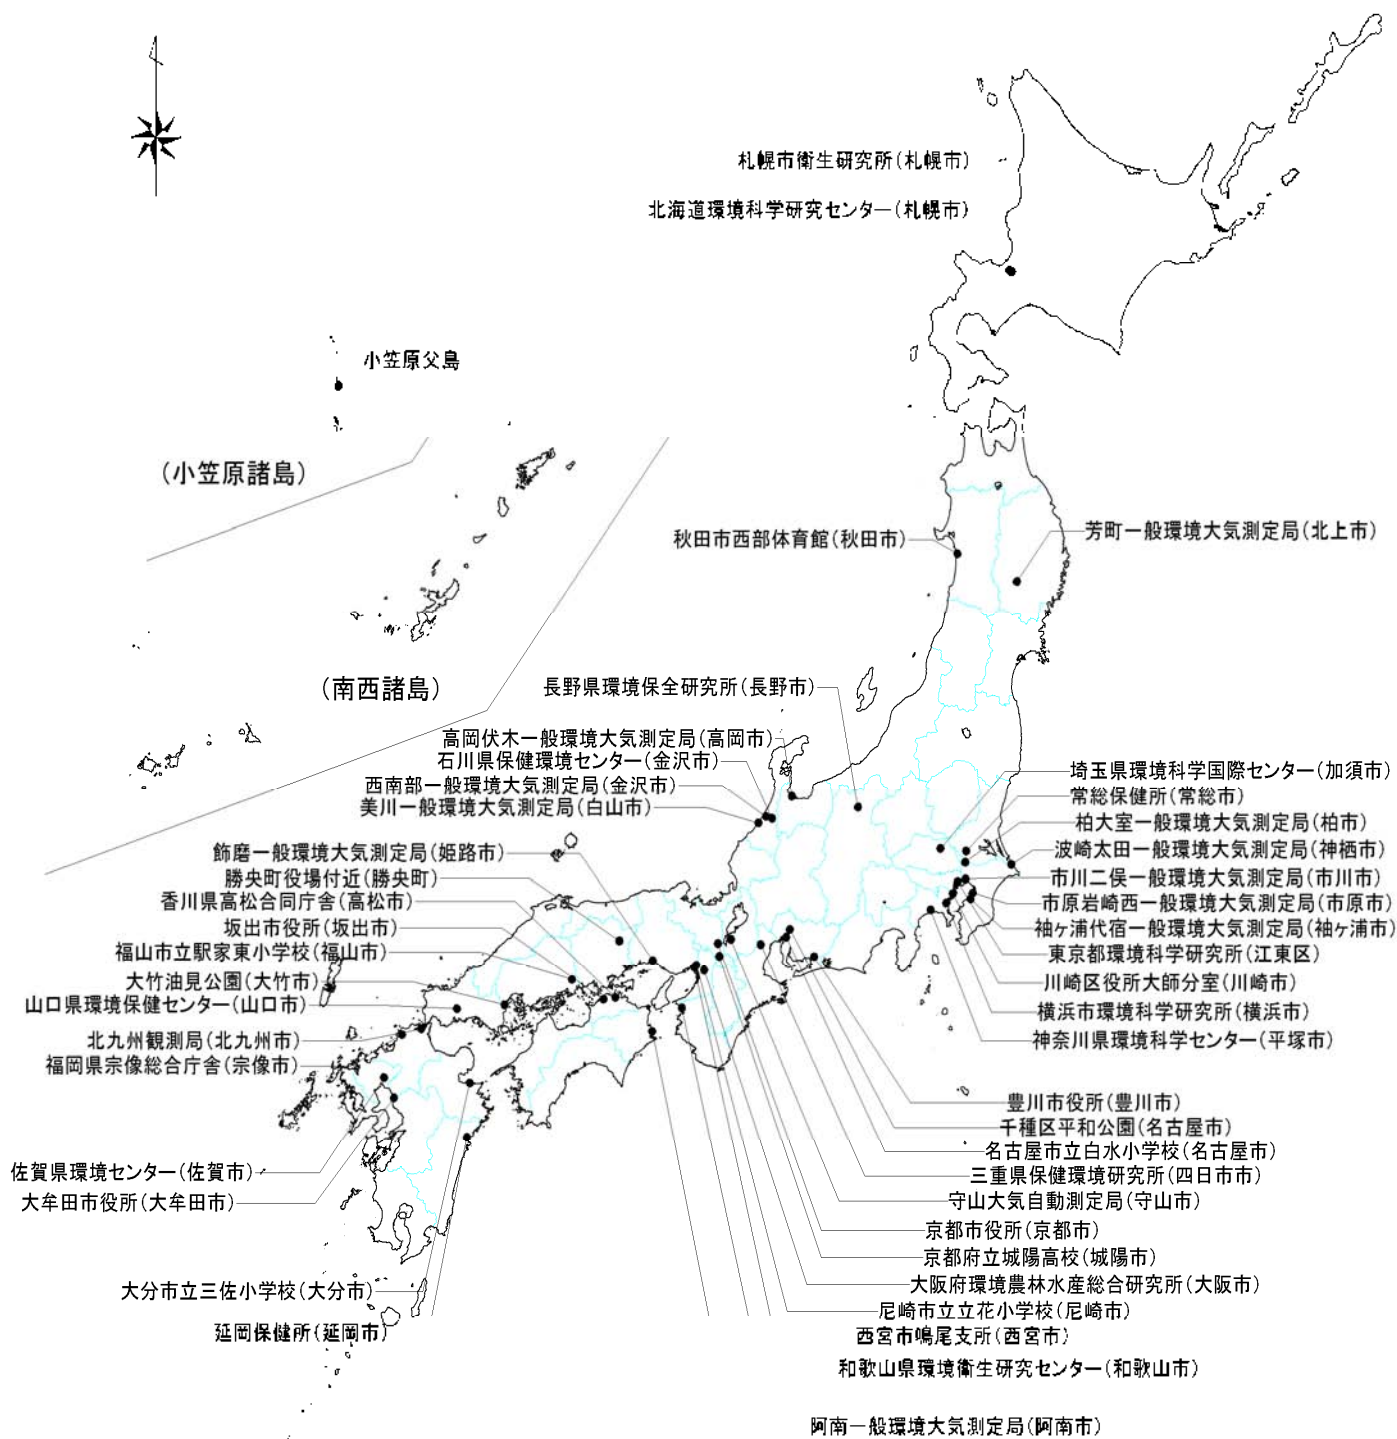 札幌市衛生研究所(札幌市)
北海道環境科学研究センター(札幌市)
小笠原父島
(小笠原諸島)
秋田市西部体育館(秋田市)
芳町一般環境大気測定局(北上市)
(南西諸島)
長野県環境保全研究所(長野市)
高岡伏木一般環境大気測定局(高岡市)
石川県保健環境センター(金沢市)
西南部一般環境大気測定局(金沢市)
美川一般環境大気測定局(白山市)
埼玉県環境科学国際センター(加須市)
常総保健所(常総市)
柏大室一般環境大気測定局(柏市)
波崎太田一般環境大気測定局(神栖市)
市川二俣一般環境大気測定局(市川市)
市原岩崎西一般環境大気測定局(市原市)
袖ヶ浦代宿一般環境大気測定局(袖ヶ浦市)
東京都環境科学研究所(江東区)
川崎区役所大師分室(川崎市)
横浜市環境科学研究所(横浜市)
神奈川県環境科学センター(平塚市)
飾磨一般環境大気測定局(姫路市)
勝央町役場付近(勝央町)
香川県高松合同庁舎(高松市)
坂出市役所(坂出市)
福山市立駅家東小学校(福山市)
大竹油見公園(大竹市)
山口県環境保健センター(山口市)
北九州観測局(北九州市)
福岡県宗像総合庁舎(宗像市)
豊川市役所(豊川市)
千種区平和公園(名古屋市)
名古屋市立白水小学校(名古屋市)
三重県保健環境研究所(四日市市)
守山大気自動測定局(守山市)
京都市役所(京都市)
京都府立城陽高校(城陽市)
大阪府環境農林水産総合研究所(大阪市)
尼崎市立立花小学校(尼崎市)
西宮市鳴尾支所(西宮市)
和歌山県環境衛生研究センター(和歌山市)
阿南一般環境大気測定局(阿南市)
佐賀県環境センター(佐賀市)
大牟田市役所(大牟田市)
大分市立三佐小学校(大分市)
延岡保健所(延岡市)